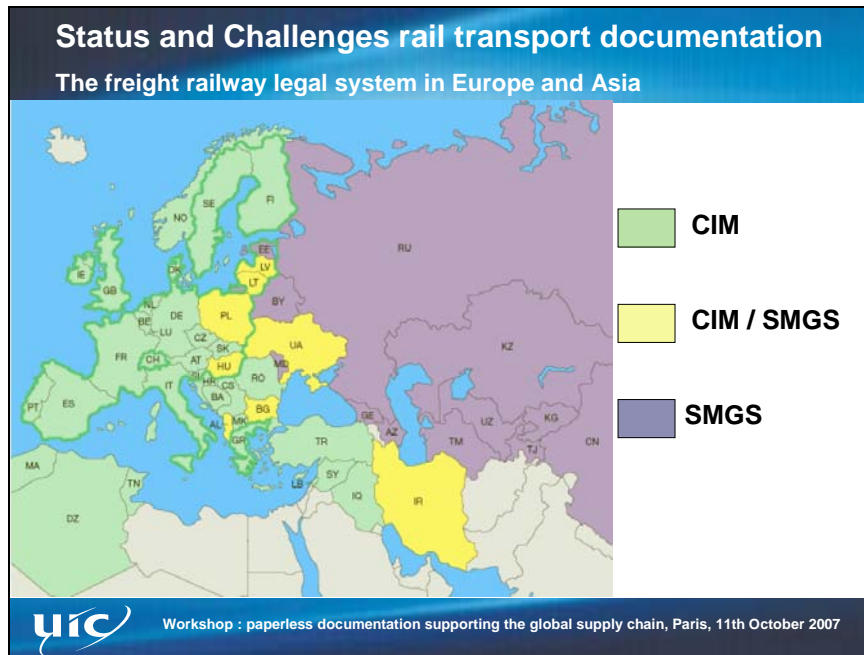 Status and Challenges rail transport documentation
The freight railway legal system in Europe and Asia
NO
SE
FI
RU
EE
LV
LT
DK
IE
GB
BY
NL
BE
DE
PL
LU
CZ
SK
UA
KZ
FR
CH
AT
HU
MD
SI
HR
RO
IT
BA
CS
PT
ES
BG
AL
MK
GR
GE
AZ
UZ
KG
TM
TJ
CN
TR
MA
TN
LB
SY
IQ
IR
DZ
CIM
CIM / SMGS
SMGS
uic
Workshop : paperless documentation supporting the global supply chain, Paris, 11th October 2007